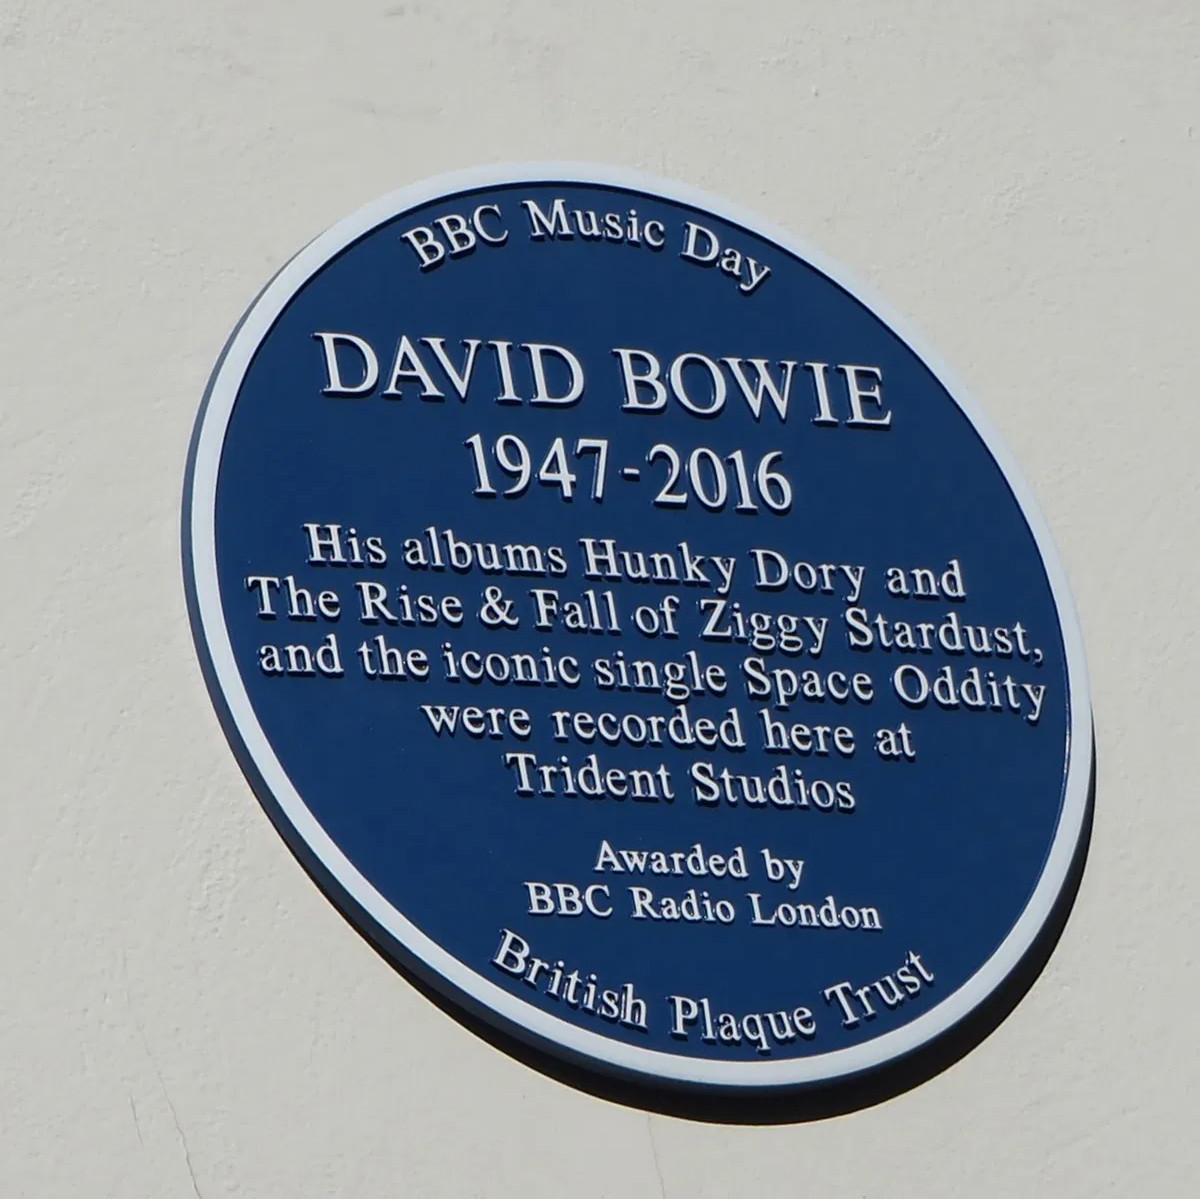 BBC Music Day
DAVID BOWIE
1947-2016
His albums Hunky Dory and
The Rise & Fall of Ziggy Stardust,
and the iconic single Space Oddity
were recorded here at
Trident Studios
Awarded by
BBC Radio London
British Plaque Trust